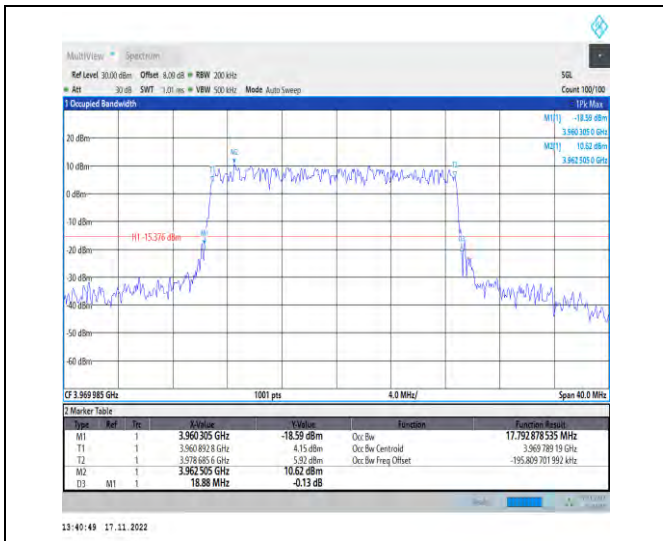 MultiView Spectrum
Ref Level 30.00 dBm Offset 8.00 dB RBW 200 kHz SGL
Att 30 dB SWT 1.01 ms VBW 500 kHz Mode Auto Sweep Count 100/100
1 Occupied Bandwidth 1Pk Max
M1[1] -18.59 dBm
3.960 305 0 GHz
M2[1] 10.62 dBm
3.962 505 0 GHz
20 dBm
M2
T1 T2
10 dBm
0 dBm
-10 dBm
H1 -15.376 dBm
M1
-20 dBm
-30 dBm
-40 dBm
-50 dBm
-60 dBm
CF 3.969 985 GHz 1001 pts 4.0 MHz/ Span 40.0 MHz
2 Marker Table
Type Ref Trc X-Value Y-Value Function Function Result
M1 1 3.960 305 GHz -18.59 dBm Occ Bw 17.792 878 535 MHz
T1 1 3.960 892 8 GHz 4.15 dBm Occ Bw Centroid 3.969 789 19 GHz
T2 1 3.978 685 6 GHz 5.92 dBm Occ Bw Freq Offset -195.809 701 992 kHz
M2 1 3.962 505 GHz 10.62 dBm
D3 M1 1 18.88 MHz -0.13 dB
13:40:49 17.11.2022